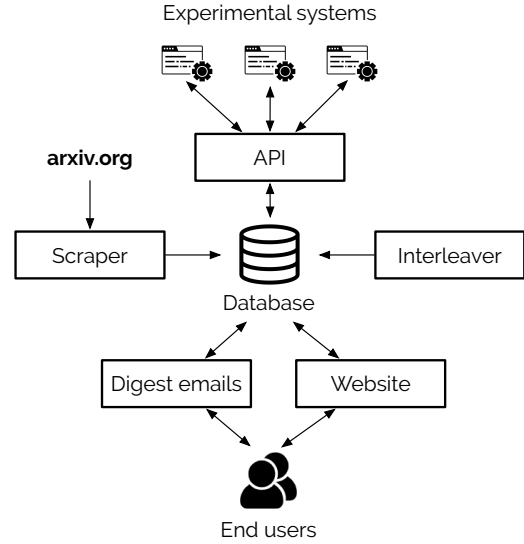 Experimental systems
API
arxiv.org
Scraper
Interleaver
Database
Digest emails
Website
End users